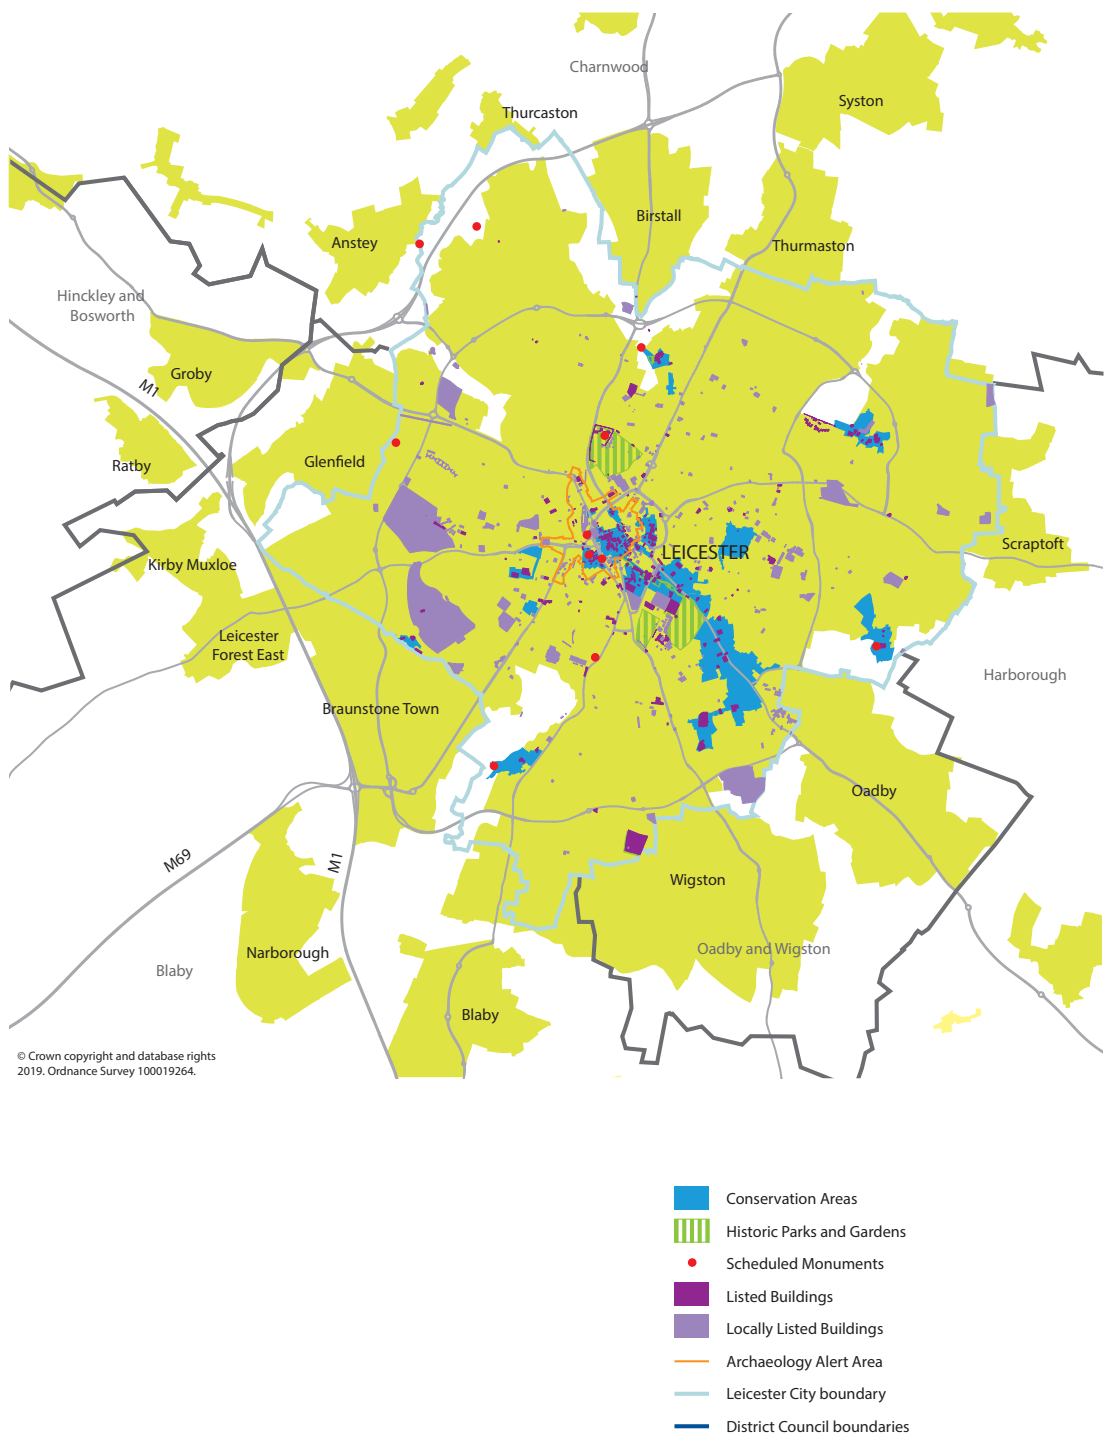 Charnwood
Syston
Thurcaston
Birstall
Anstey
Thurmaston
Hinckley and
Bosworth
M1
Groby
Ratby
Glenfield
LEICESTER
Scraptoft
Kirby Muxloe
Leicester
Forest East
Harborough
Braunstone Town
Oadby
M69
M1
Wigston
Narborough
Oadby and Wigston
Blaby
Blaby
© Crown copyright and database rights
2019. Ordnance Survey 100019264.
Conservation Areas
Historic Parks and Gardens
Scheduled Monuments
Listed Buildings
Locally Listed Buildings
Archaeology Alert Area
Leicester City boundary
District Council boundaries